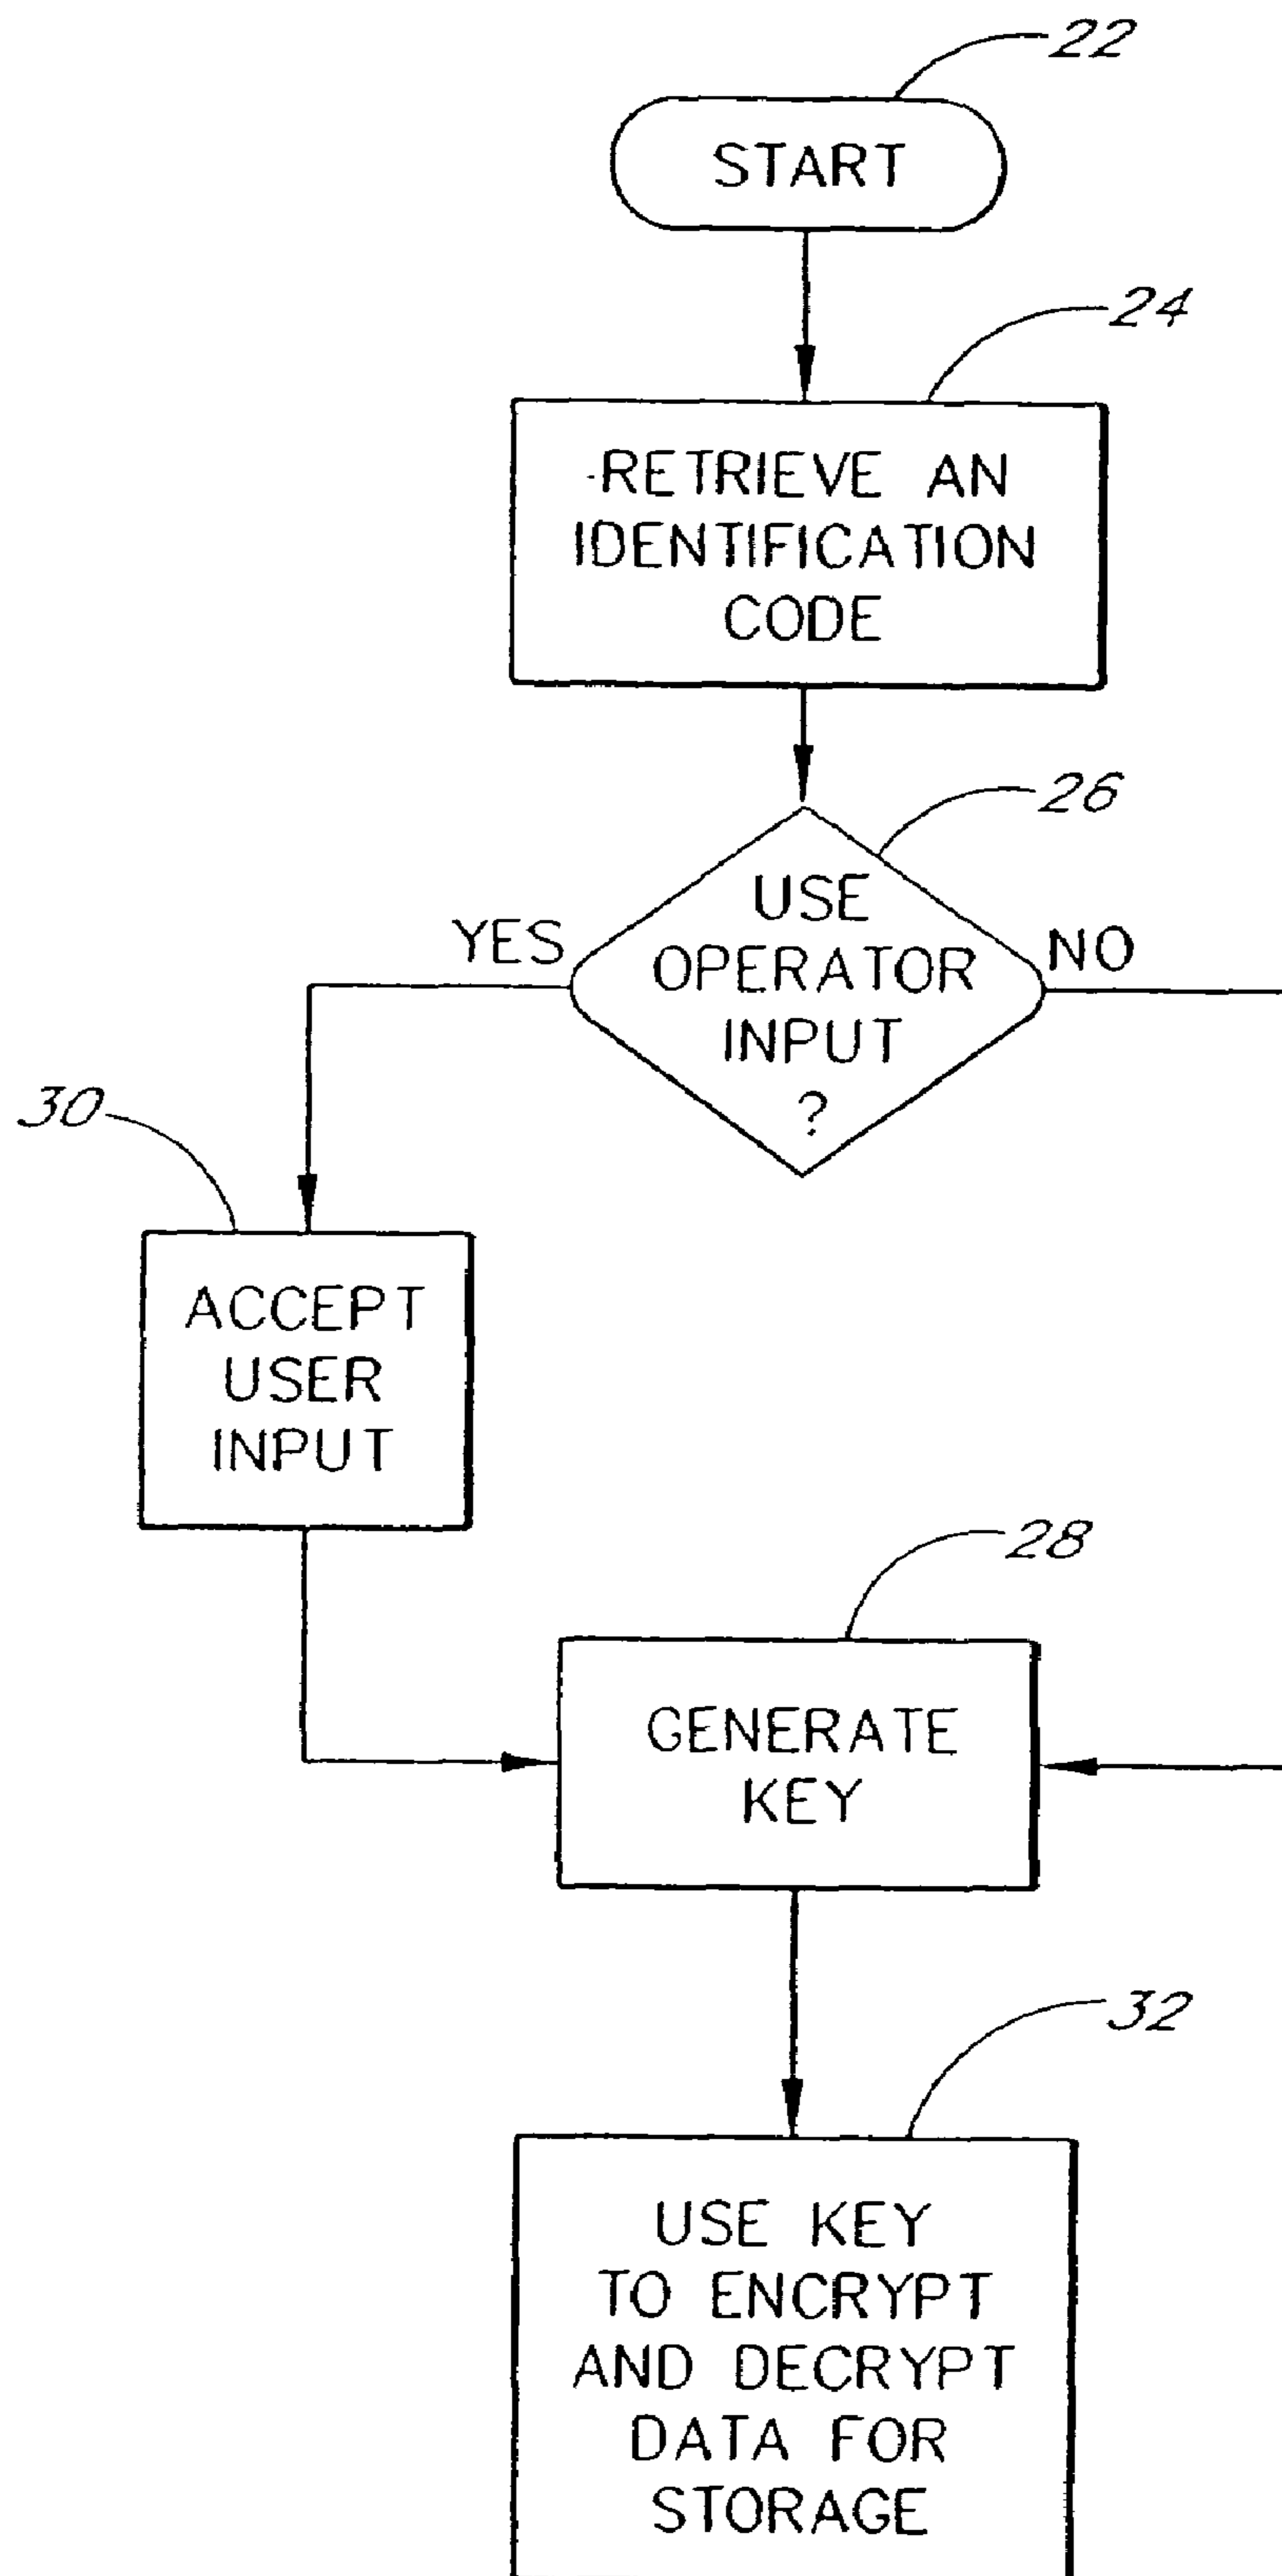 22
START
24
RETRIEVE AN
IDENTIFICATION
CODE
26
USE
OPERATOR
INPUT
?
YES
NO
30
ACCEPT
USER
INPUT
28
GENERATE
KEY
32
USE KEY
TO ENCRYPT
AND DECRYPT
DATA FOR
STORAGE